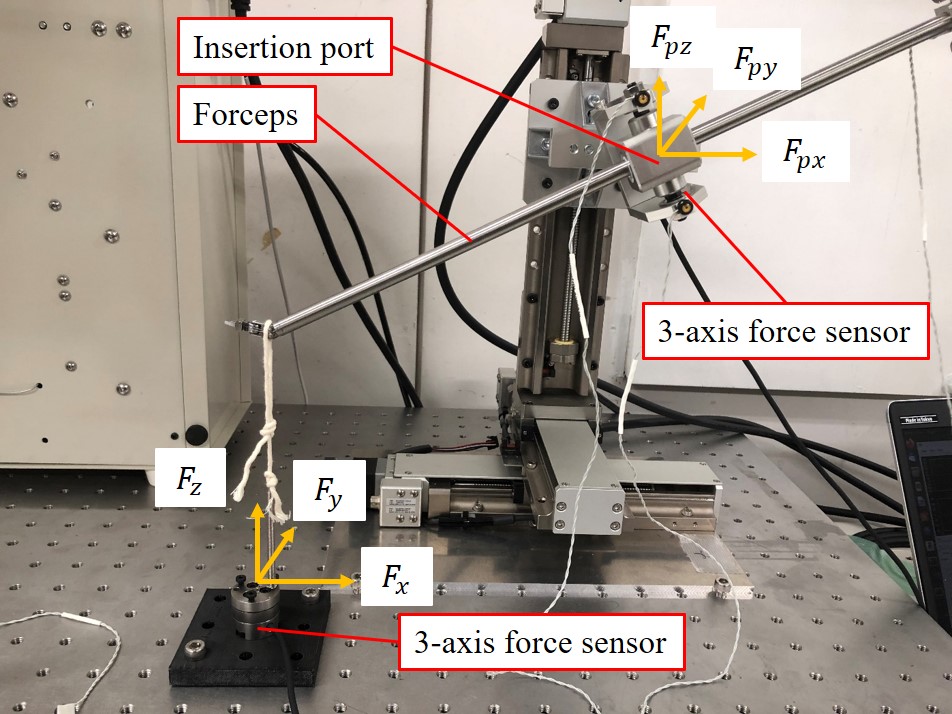 Insertion port
Forceps
F_{pz}
F_{py}
F_{px}
3-axis force sensor
F_z
F_y
F_x
3-axis force sensor